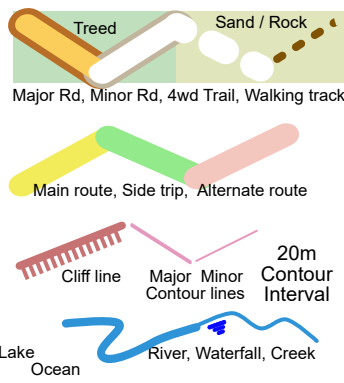 Treed
Sand / Rock
Major Rd, Minor Rd, 4wd Trail, Walking track
Main route, Side trip, Alternate route
Cliff line
Major Minor
Contour lines
20m
Contour
Interval
River, Waterfall, Creek
Lake
Ocean